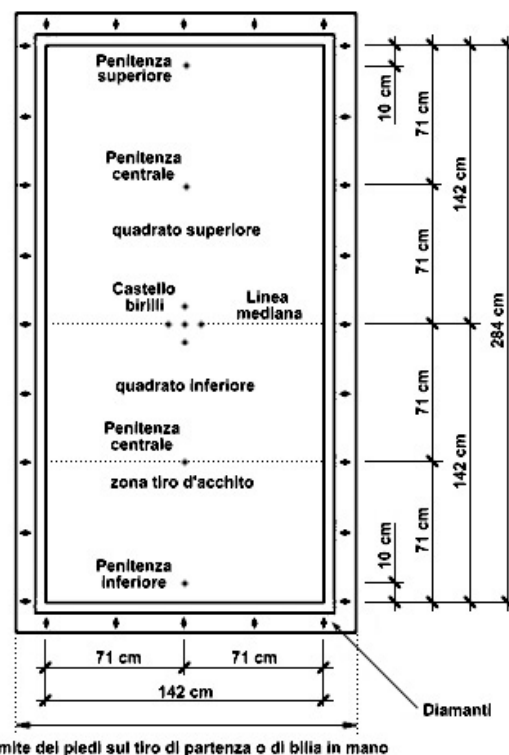 Penitenza
superiore
Penitenza
centrale
quadrato superiore
Castello
birilli
Linea
mediana
quadrato inferiore
Penitenza
centrale
zona tiro d'acchito
Penitenza
inferiore
10 cm
71 cm
142 cm
71 cm
284 cm
71 cm
142 cm
10 cm
71 cm
71 cm
71 cm
142 cm
Diamanti
mite dei piedi sul tiro di partenza o di bilia in mano